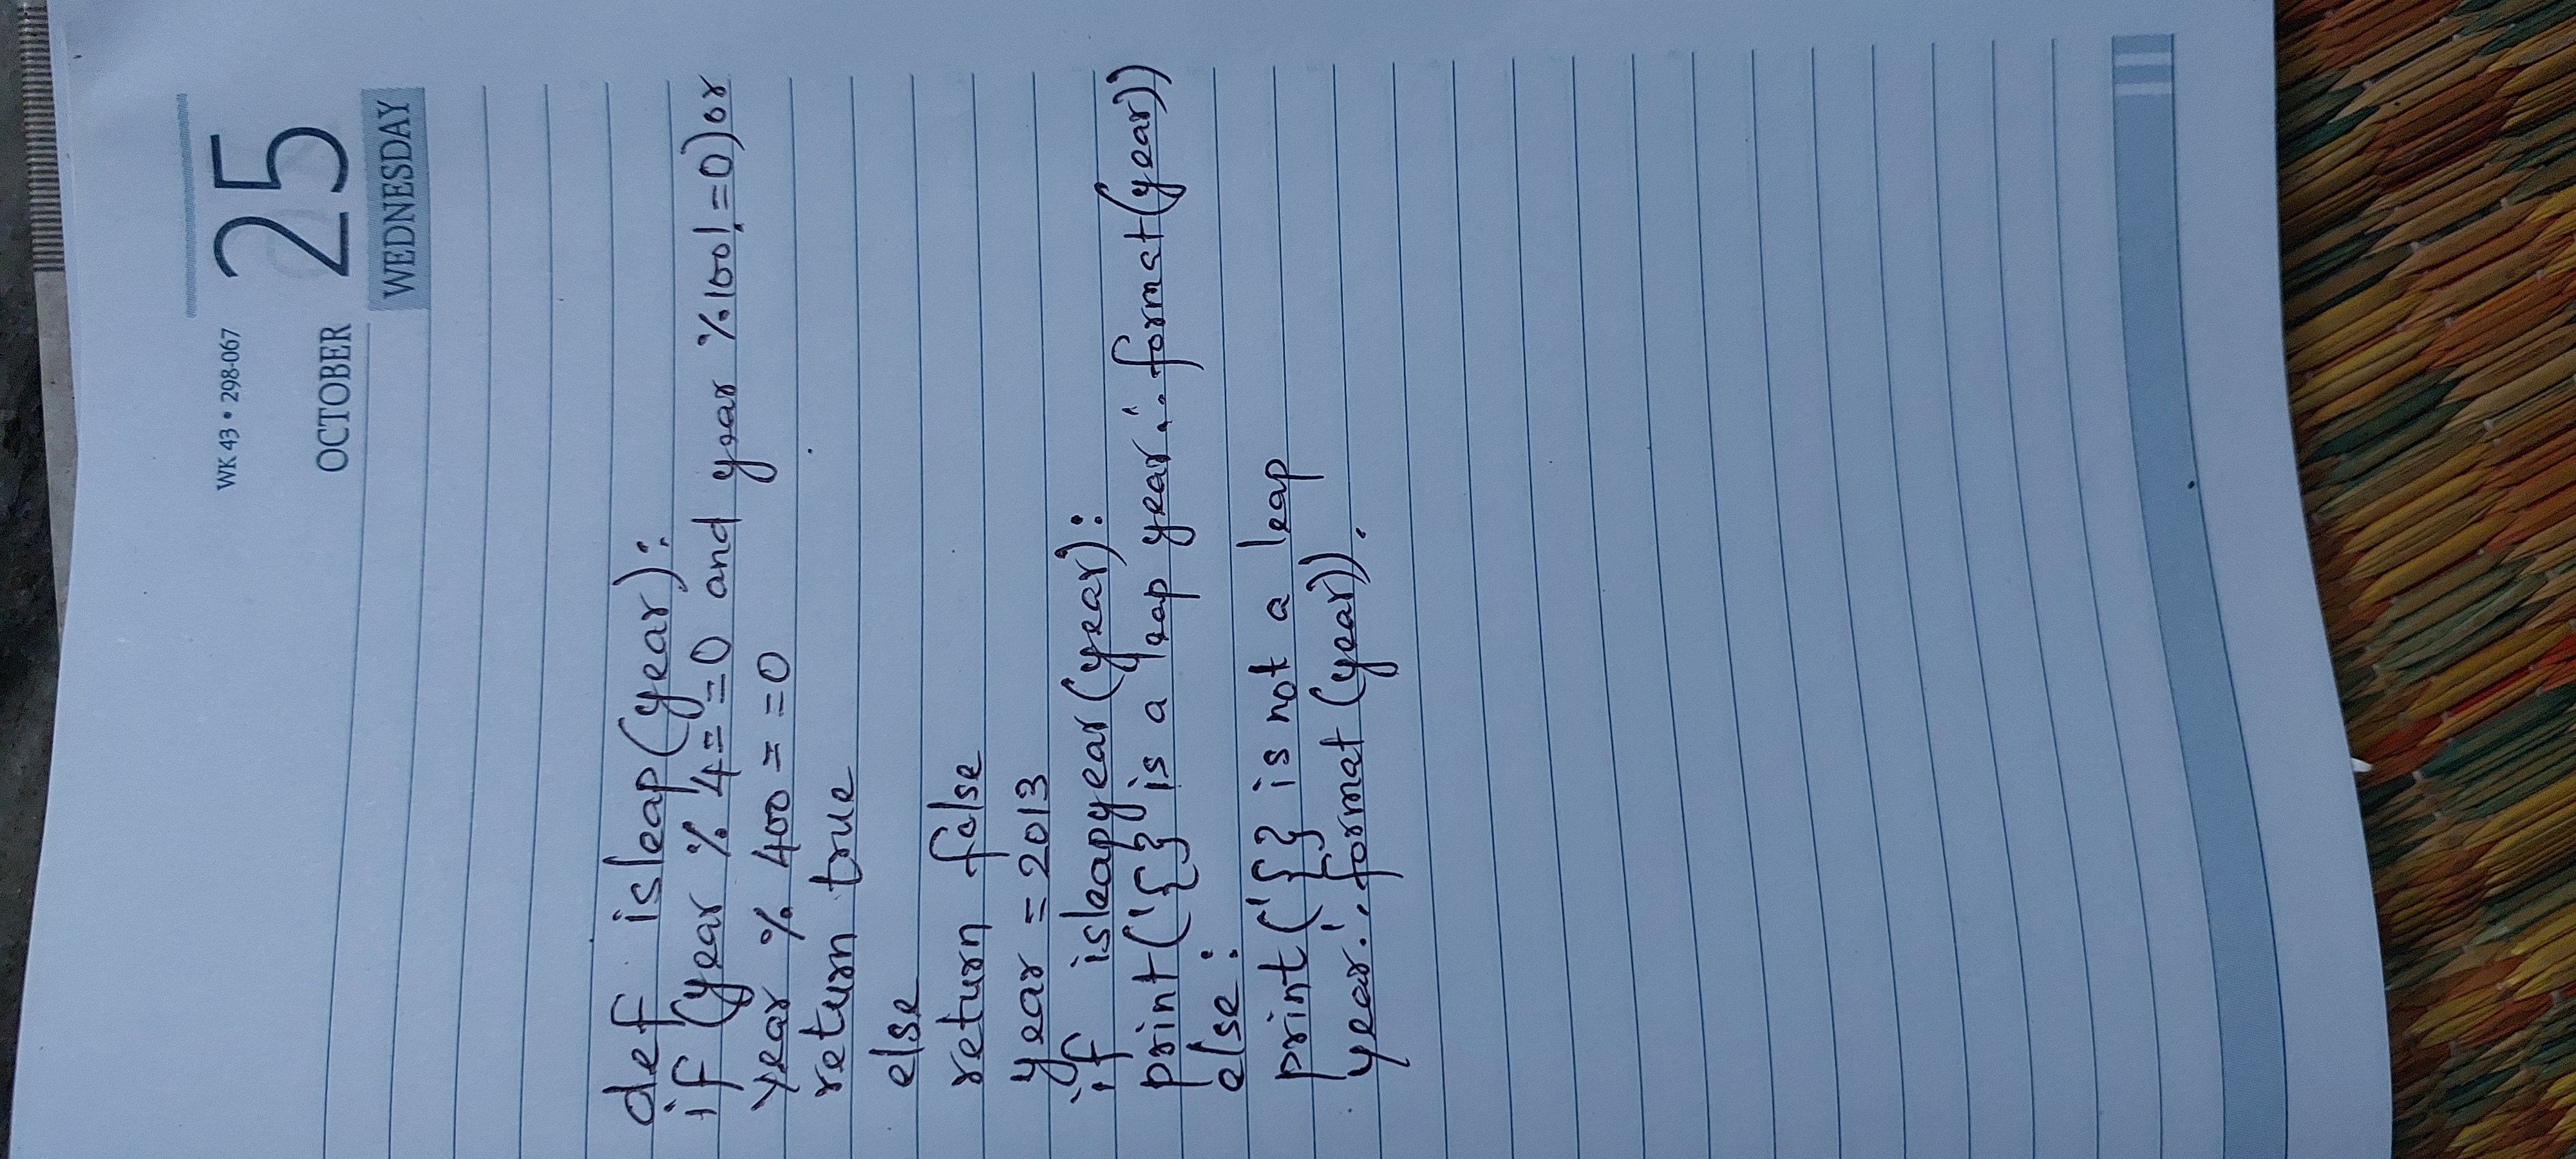 WK 43 • 298-067
25
OCTOBER
WEDNESDAY
def isleap(year):
if (year % 4= =0 and year %100!=0)or
year % 400 = =0
return true
else
return false
year = 2013
if isleapyear(year):
print('{} is a leap year.'.format(year))
else:
print('{} is not a leap
year.'.format(year)).